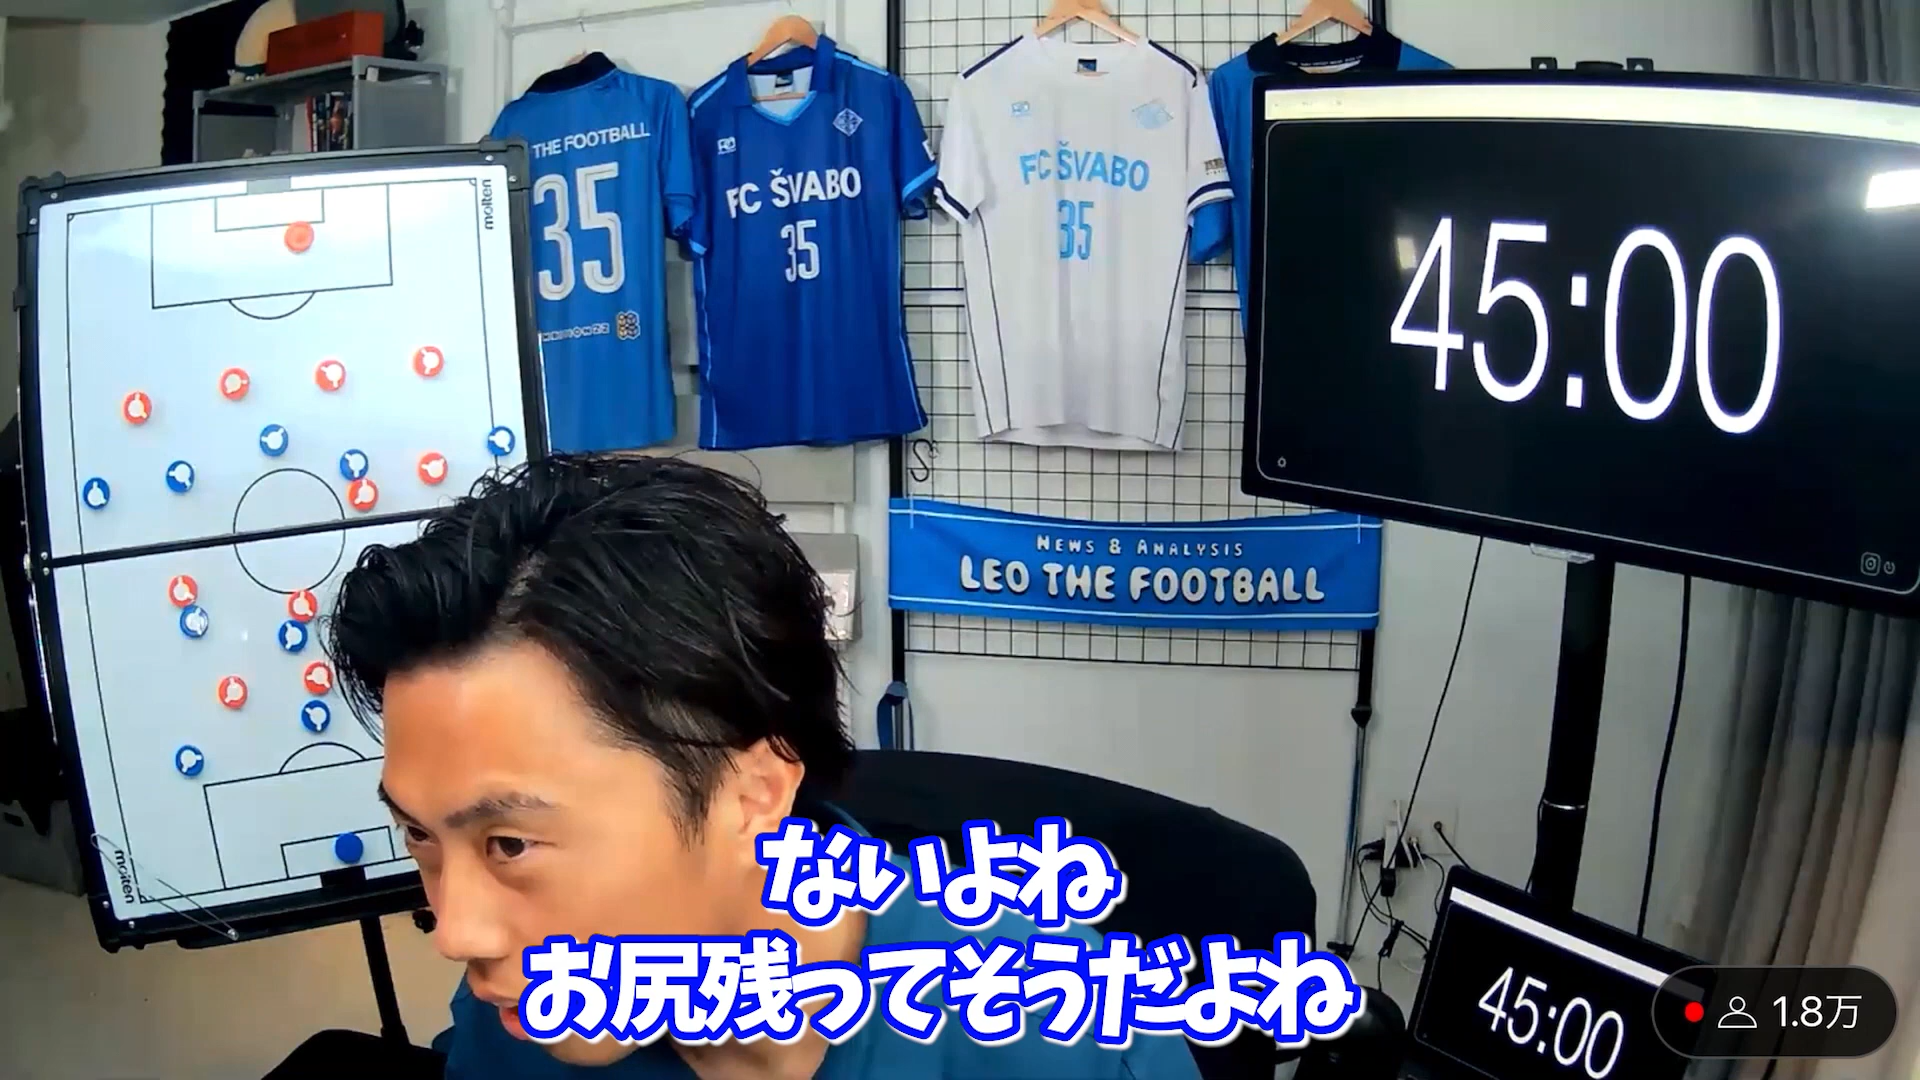 THE FOOTBALL
35
FC ŠVABO
35
FC ŠVABO
35
molten
molten
45:00
NEWS & ANALYSIS
LEO THE FOOTBALL
ないよね
お尻残ってそうだよね
45:00
1.8万